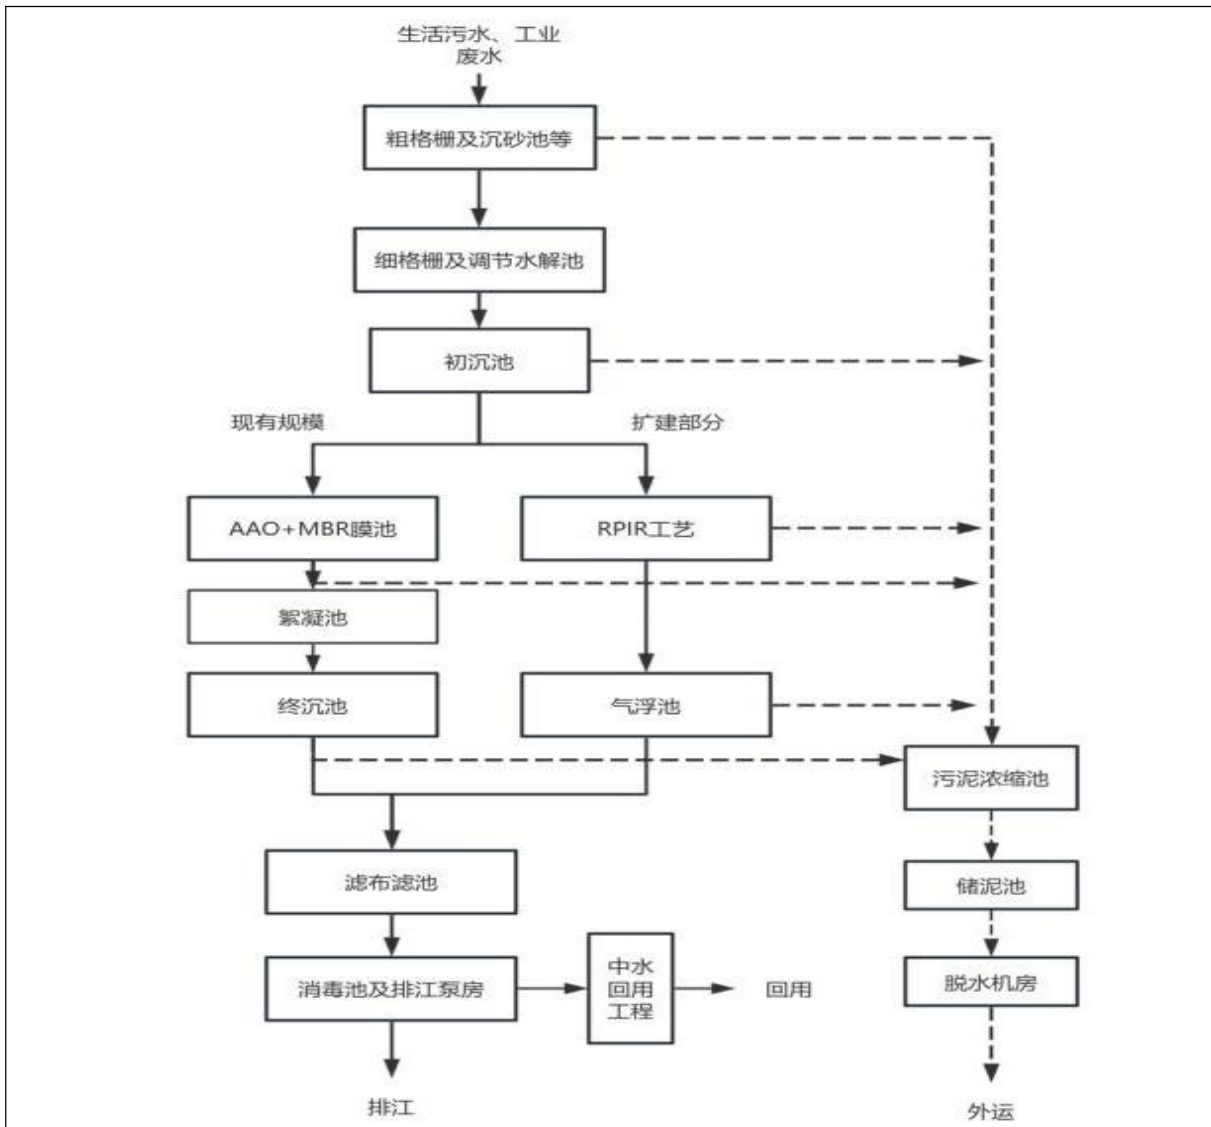 生活污水、工业
废水
粗格栅及沉砂池等
细格栅及调节水解池
初沉池
现有规模
扩建部分
AAO+MBR膜池
RPIR工艺
絮凝池
终沉池
气浮池
污泥浓缩池
滤布滤池
储泥池
消毒池及排江泵房
中水
回用
工程
回用
脱水机房
排江
外运